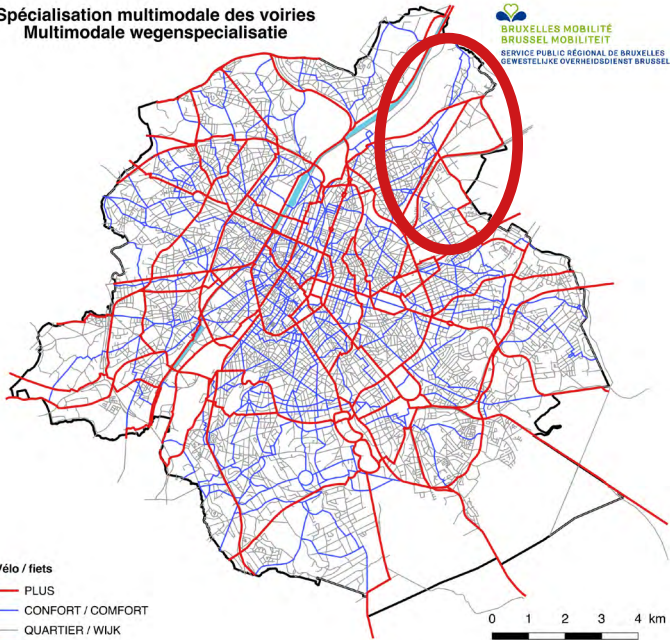 Spécialisation multimodale des voiries
Multimodale wegenspecialisatie
BRUXELLES MOBILITÉ
BRUSSEL MOBILITEIT
SERVICE PUBLIC RÉGIONAL DE BRUXELLES
GEWESTELIJKE OVERHEIDSDIENST BRUSSEL
Vélo / fiets
PLUS
CONFORT / COMFORT
QUARTIER / WIJK
0 1 2 3 4 km